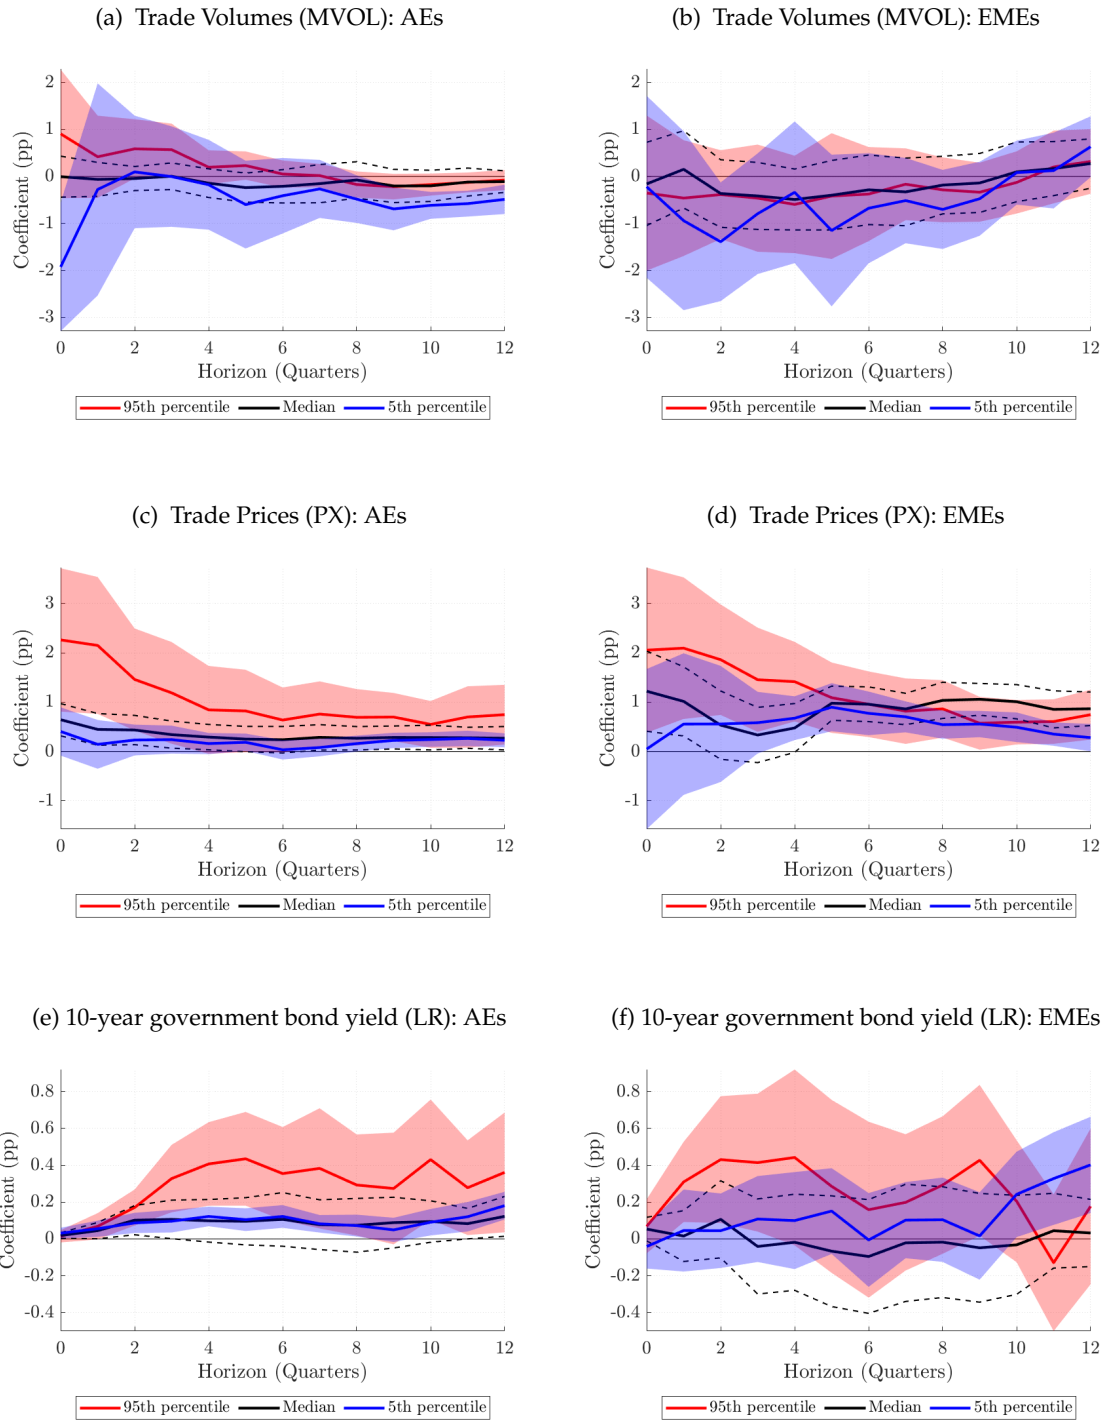 (a) Trade Volumes (MVOL): AEs
(b) Trade Volumes (MVOL): EMEs
Coefficient (pp)
2
1
0
-1
-2
-3
0 2 4 6 8 10 12
Horizon (Quarters)
95th percentile Median 5th percentile
Coefficient (pp)
2
1
0
-1
-2
-3
0 2 4 6 8 10 12
Horizon (Quarters)
95th percentile Median 5th percentile
(c) Trade Prices (PX): AEs
(d) Trade Prices (PX): EMEs
Coefficient (pp)
3
2
1
0
-1
0 2 4 6 8 10 12
Horizon (Quarters)
95th percentile Median 5th percentile
Coefficient (pp)
3
2
1
0
-1
0 2 4 6 8 10 12
Horizon (Quarters)
95th percentile Median 5th percentile
(e) 10-year government bond yield (LR): AEs
(f) 10-year government bond yield (LR): EMEs
Coefficient (pp)
0.8
0.6
0.4
0.2
0
-0.2
-0.4
0 2 4 6 8 10 12
Horizon (Quarters)
95th percentile Median 5th percentile
Coefficient (pp)
0.8
0.6
0.4
0.2
0
-0.2
-0.4
0 2 4 6 8 10 12
Horizon (Quarters)
95th percentile Median 5th percentile